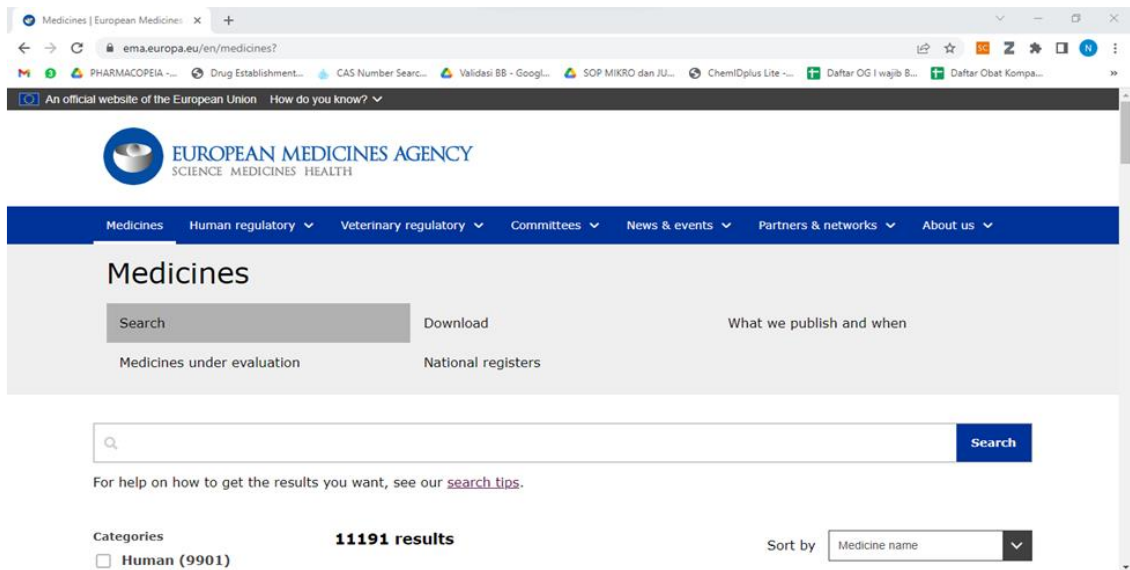 Medicines | European Medicines
ema.europa.eu/en/medicines?
PHARMACOPEIA -... Drug Establishment... CAS Number Searc... Validasi BB - Googl... SOP MIKRO dan JU... ChemIDplus Lite -... Daftar OG I wajib B... Daftar Obat Kompa... »
An official website of the European Union How do you know?
EUROPEAN MEDICINES AGENCY
SCIENCE MEDICINES HEALTH
Medicines Human regulatory Veterinary regulatory Committees News & events Partners & networks About us
Medicines
Search Download What we publish and when
Medicines under evaluation National registers
Search
For help on how to get the results you want, see our search tips.
Categories 11191 results Sort by Medicine name
Human (9901)